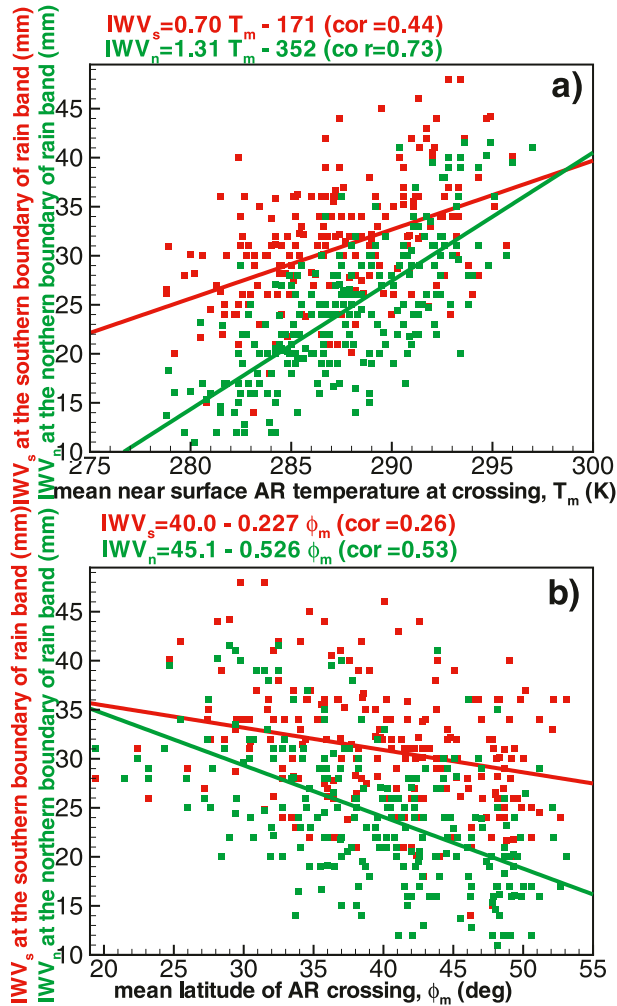 IWVs=0.70 Tm - 171 (cor=0.44)
IWVn=1.31 Tm - 352 (co r=0.73)
a)
IWVs at the southern boundary of rain band (mm)
IWVn at the northern boundary of rain band (mm)
45
40
35
30
25
20
15
10
275 280 285 290 295 300
mean near surface AR temperature at crossing, Tm (K)
IWVs=40.0 - 0.227 ϕm (cor =0.26)
IWVn=45.1 - 0.526 ϕm (cor =0.53)
b)
IWVs at the southern boundary of rain band (mm)
IWVn at the northern boundary of rain band (mm)
45
40
35
30
25
20
15
10
20 25 30 35 40 45 50 55
mean latitude of AR crossing, ϕm (deg)